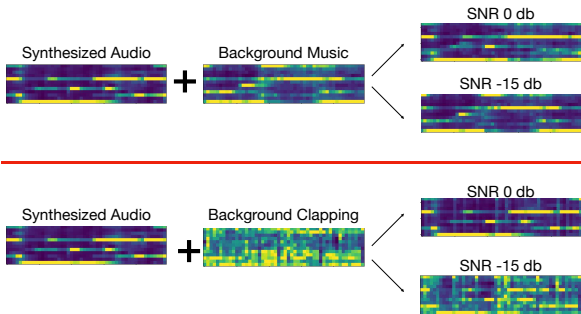 SNR 0 db
Synthesized Audio
Background Music
+
SNR -15 db
SNR 0 db
Synthesized Audio
Background Clapping
+
SNR -15 db